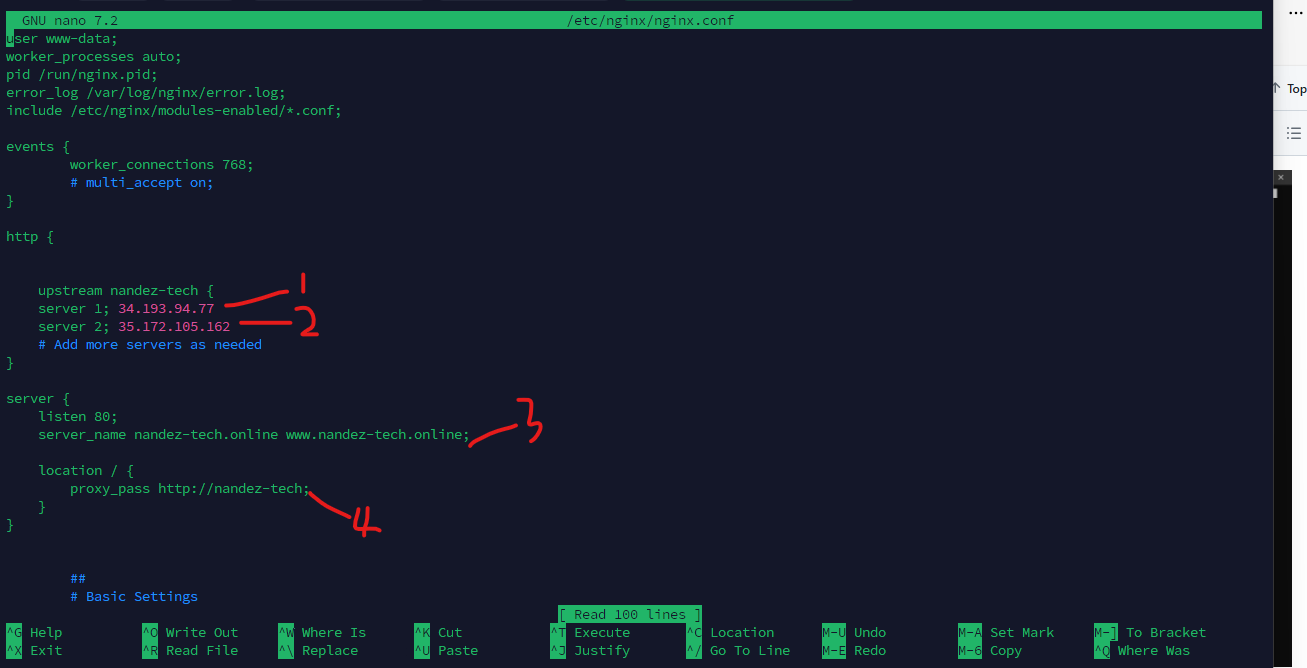 GNU nano 7.2 /etc/nginx/nginx.conf
user www-data;
worker_processes auto;
pid /run/nginx.pid;
error_log /var/log/nginx/error.log;
include /etc/nginx/modules-enabled/*.conf;
events {
worker_connections 768;
# multi_accept on;
}
http {
upstream nandez-tech {
server 1; 34.193.94.77 1
server 2; 35.172.105.162 2
# Add more servers as needed
}
server {
listen 80;
server_name nandez-tech.online www.nandez-tech.online; 3
location / {
proxy_pass http://nandez-tech;
} 4
}
##
# Basic Settings
[ Read 100 lines ]
^G Help ^O Write Out ^W Where Is ^K Cut ^T Execute ^C Location M-U Undo M-A Set Mark M-] To Bracket
^X Exit ^R Read File ^\ Replace ^U Paste ^J Justify ^/ Go To Line M-E Redo M-6 Copy ^Q Where Was
↑ Top